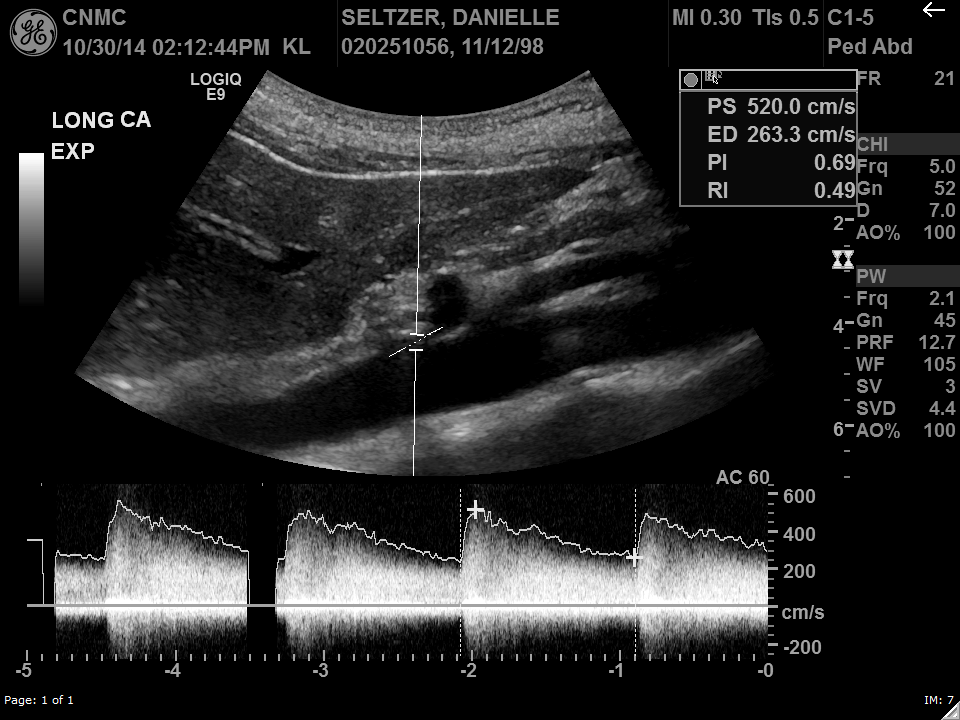 CNMC
10/30/14 02:12:44PM KL
SELTZER, DANIELLE
020251056, 11/12/98
MI 0.30 TIs 0.5
C1-5
Ped Abd
LOGIQ
E9
LONG CA
EXP
PS 520.0 cm/s
ED 263.3 cm/s
PI 0.69
RI 0.49
FR 21
CHI
Frq 5.0
Gn 52
D 7.0
AO% 100
PW
Frq 2.1
Gn 45
PRF 12.7
WF 105
SV 3
SVD 4.4
AO% 100
2
4
6
AC 60
600
400
200
cm/s
-200
-5 -4 -3 -2 -1 -0
Page: 1 of 1
IM: 7